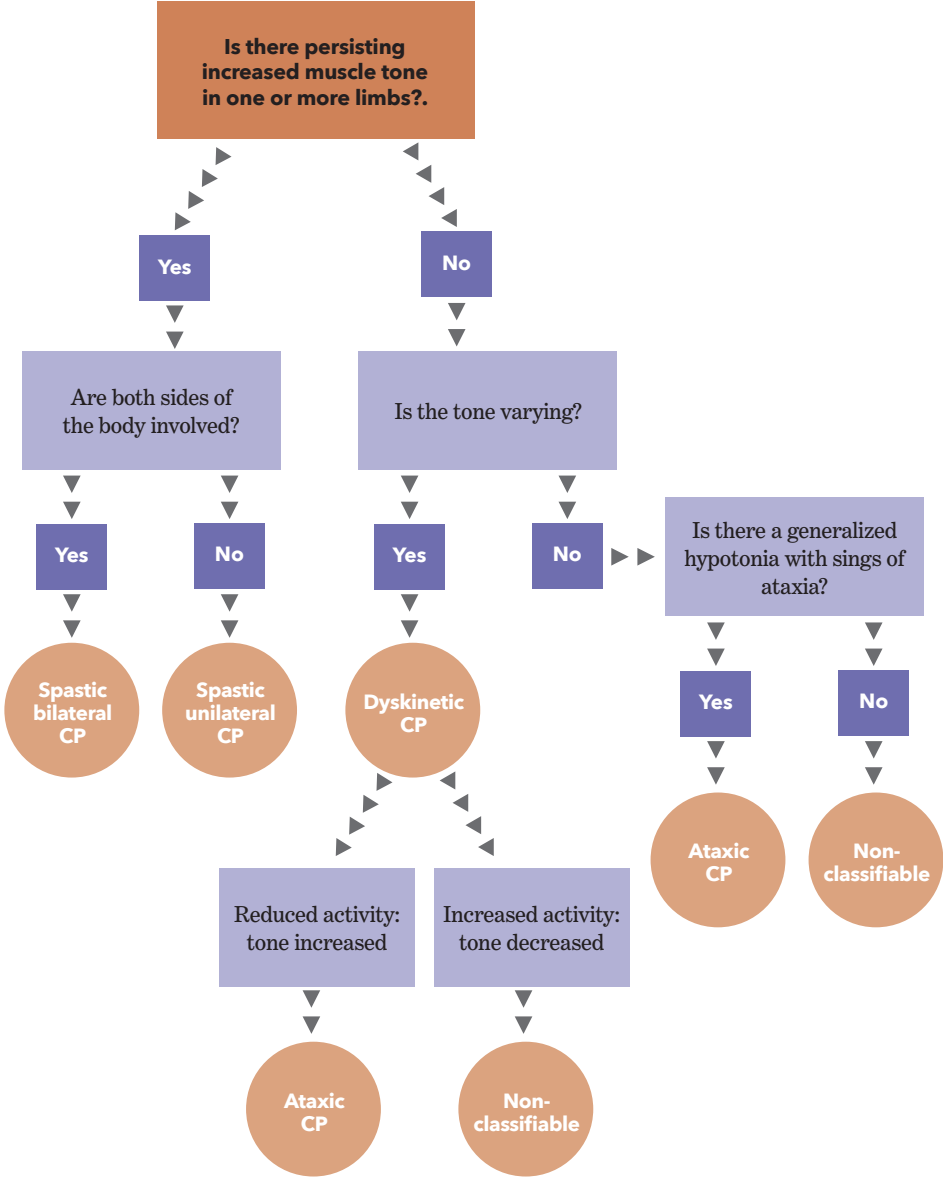 Is there persisting
increased muscle tone
in one or more limbs?.
Yes
No
Are both sides of
the body involved?
Is the tone varying?
Yes
No
Yes
No
Is there a generalized
hypotonia with sings of
ataxia?
Spastic
bilateral
CP
Spastic
unilateral
CP
Dyskinetic
CP
Yes
No
Ataxic
CP
Non-
classifiable
Reduced activity:
tone increased
Increased activity:
tone decreased
Ataxic
CP
Non-
classifiable